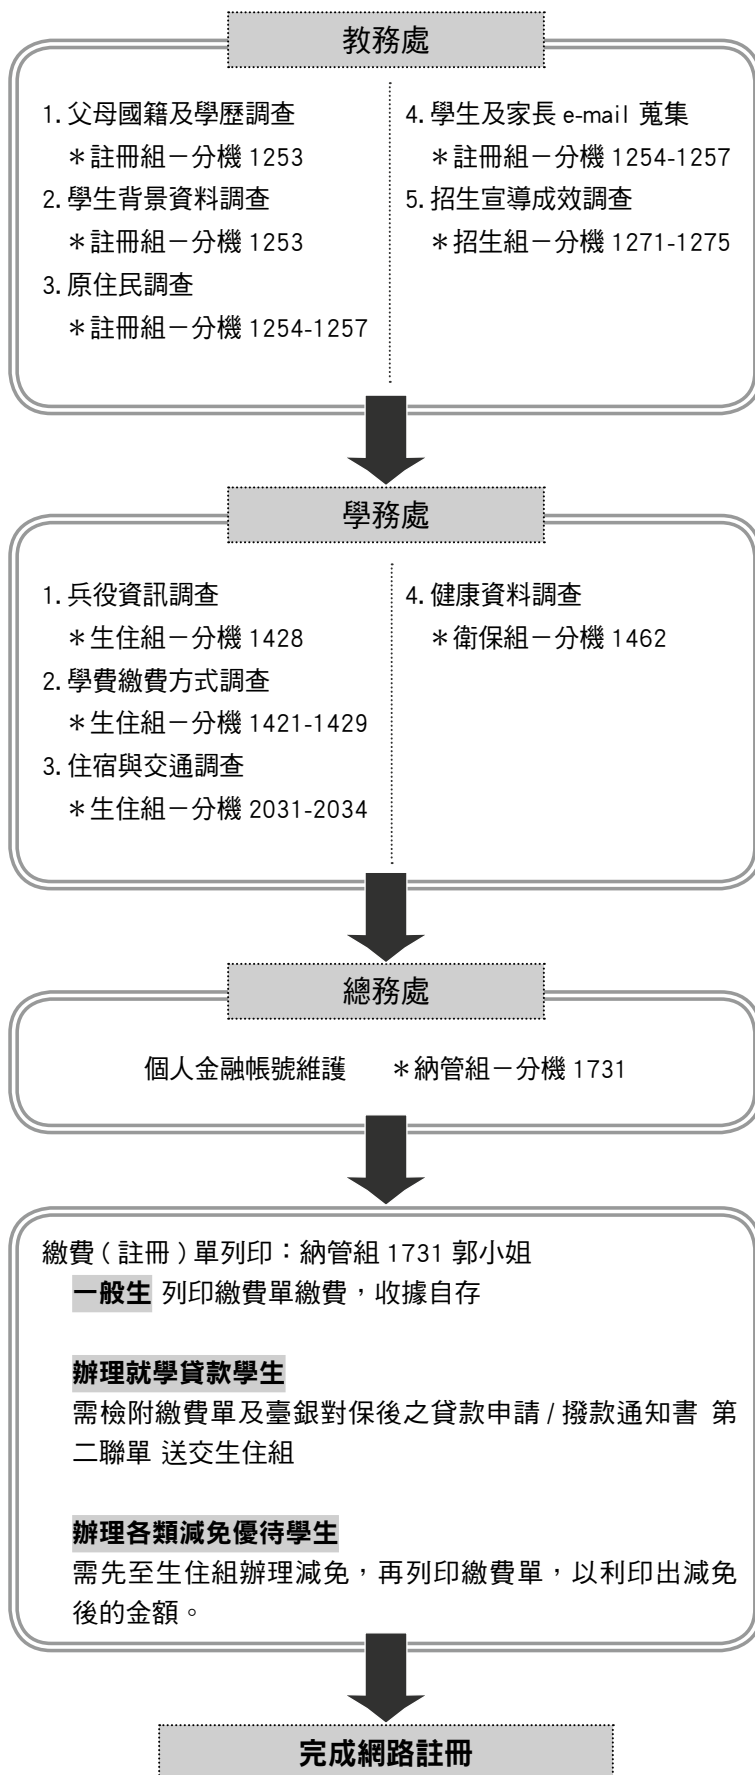 教務處
1. 父母國籍及學歷調查
＊註冊組－分機 1253
2. 學生背景資料調查
＊註冊組－分機 1253
3. 原住民調查
＊註冊組－分機 1254-1257
4. 學生及家長 e-mail 蒐集
＊註冊組－分機 1254-1257
5. 招生宣導成效調查
＊招生組－分機 1271-1275
學務處
1. 兵役資訊調查
＊生住組－分機 1428
2. 學費繳費方式調查
＊生住組－分機 1421-1429
3. 住宿與交通調查
＊生住組－分機 2031-2034
4. 健康資料調查
＊衛保組－分機 1462
總務處
個人金融帳號維護　＊納管組－分機 1731
繳費 ( 註冊 ) 單列印：納管組 1731 郭小姐
一般生 列印繳費單繳費，收據自存
辦理就學貸款學生
需檢附繳費單及臺銀對保後之貸款申請 / 撥款通知書 第
二聯單 送交生住組
辦理各類減免優待學生
需先至生住組辦理減免，再列印繳費單，以利印出減免
後的金額。
完成網路註冊